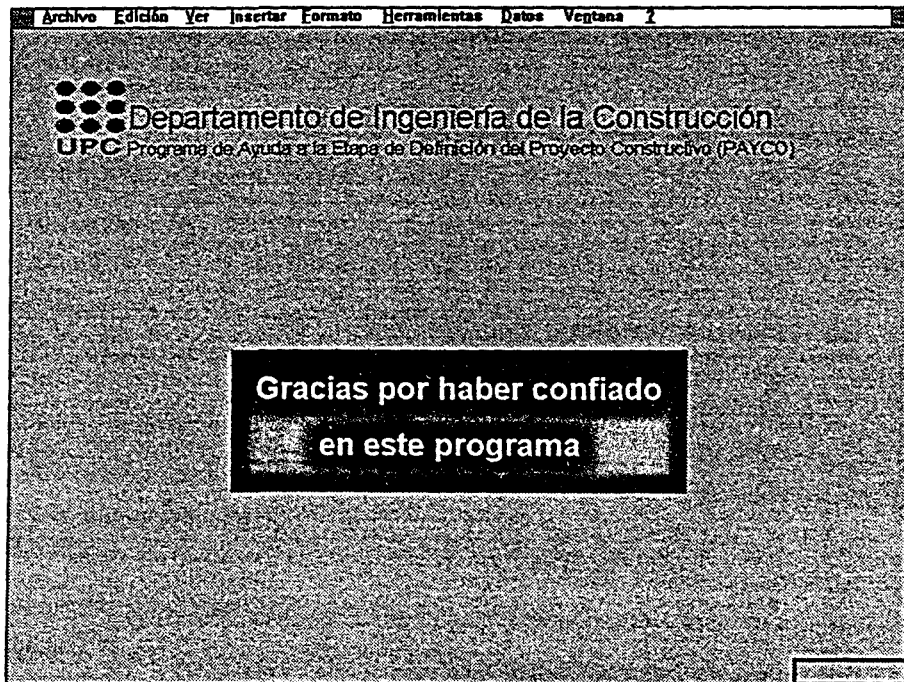 Archivo Edición Ver Insertar Formato Herramientas Datos Ventana ?
Departamento de Ingeniería de la Construcción
UPC Programa de Ayuda a la Etapa de Definición del Proyecto Constructivo (PAYCO)
Gracias por haber confiado
en este programa